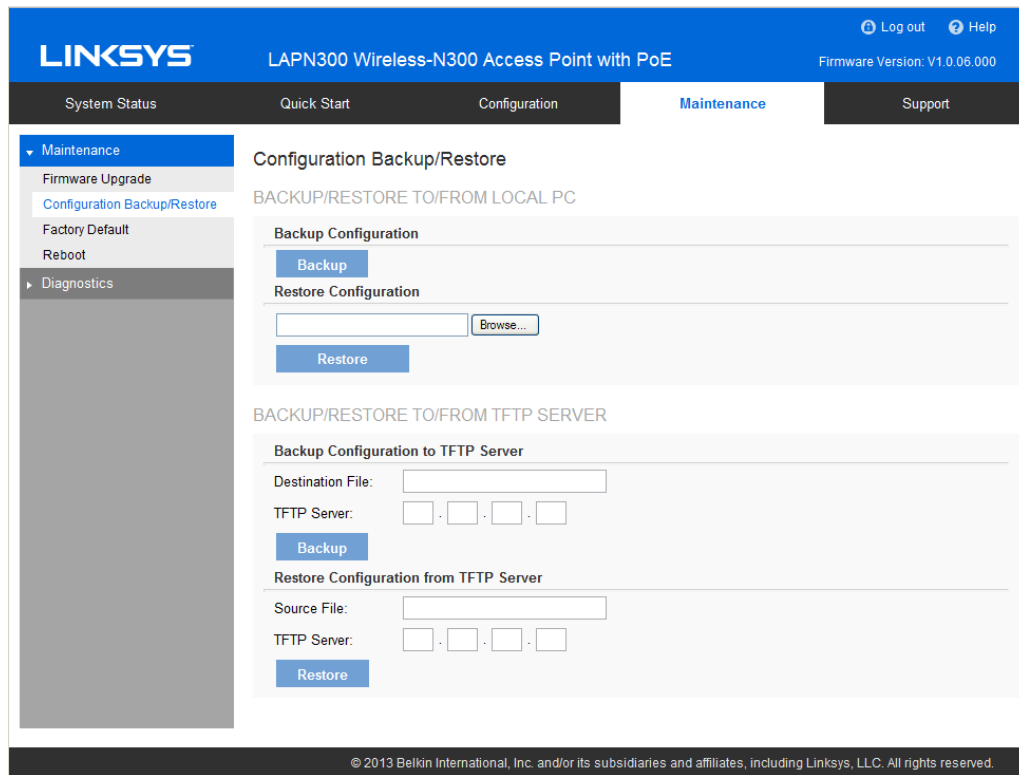 Log out Help
LINKSYS LAPN300 Wireless-N300 Access Point with PoE Firmware Version: V1.0.06.000
System Status Quick Start Configuration Maintenance Support
Maintenance
Firmware Upgrade
Configuration Backup/Restore
Factory Default
Reboot
Diagnostics
Configuration Backup/Restore
BACKUP/RESTORE TO/FROM LOCAL PC
Backup Configuration
Backup
Restore Configuration
Browse...
Restore
BACKUP/RESTORE TO/FROM TFTP SERVER
Backup Configuration to TFTP Server
Destination File:
TFTP Server: . . .
Backup
Restore Configuration from TFTP Server
Source File:
TFTP Server: . . .
Restore
© 2013 Belkin International, Inc. and/or its subsidiaries and affiliates, including Linksys, LLC. All rights reserved.